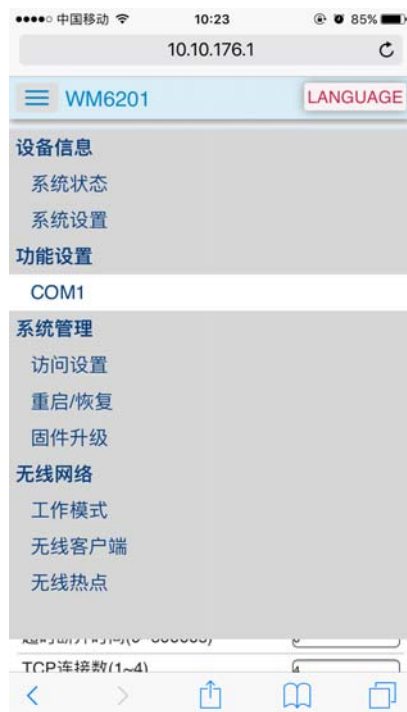 中国移动 10:23 85%
10.10.176.1
WM6201 LANGUAGE
设备信息
系统状态
系统设置
功能设置
COM1
系统管理
访问设置
重启/恢复
固件升级
无线网络
工作模式
无线客户端
无线热点
TCP连接数(1~4)